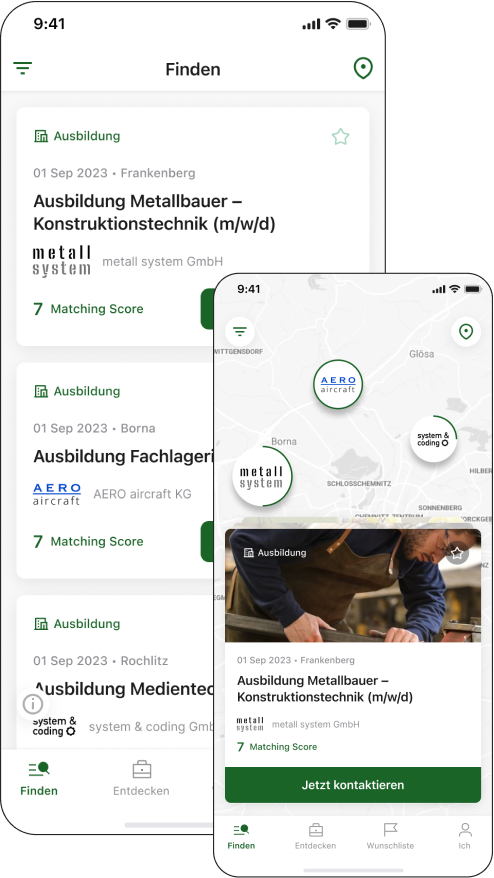 9:41
Finden
Ausbildung
01 Sep 2023 • Frankenberg
Ausbildung Metallbauer –
Konstruktionstechnik (m/w/d)
metall
system
metall system GmbH
7 Matching Score
Ausbildung
01 Sep 2023 • Borna
Ausbildung Fachlageri
AERO
aircraft
AERO aircraft KG
7 Matching Score
Ausbildung
01 Sep 2023 • Rochlitz
Ausbildung Medientec
system &
coding
system & coding Gmb
Finden
Entdecken
9:41
WITTGENSDORF
Glösa
AERO
aircraft
system &
coding
Borna
metall
system
HILBER
SCHLOSSCHEMNITZ
SONNENBERG
CHEMNITZ-ZENTRUM
YORCKGEB
Ausbildung
01 Sep 2023 • Frankenberg
Ausbildung Metallbauer –
Konstruktionstechnik (m/w/d)
metall
system
metall system GmbH
7 Matching Score
Jetzt kontaktieren
Finden
Entdecken
Wunschliste
Ich